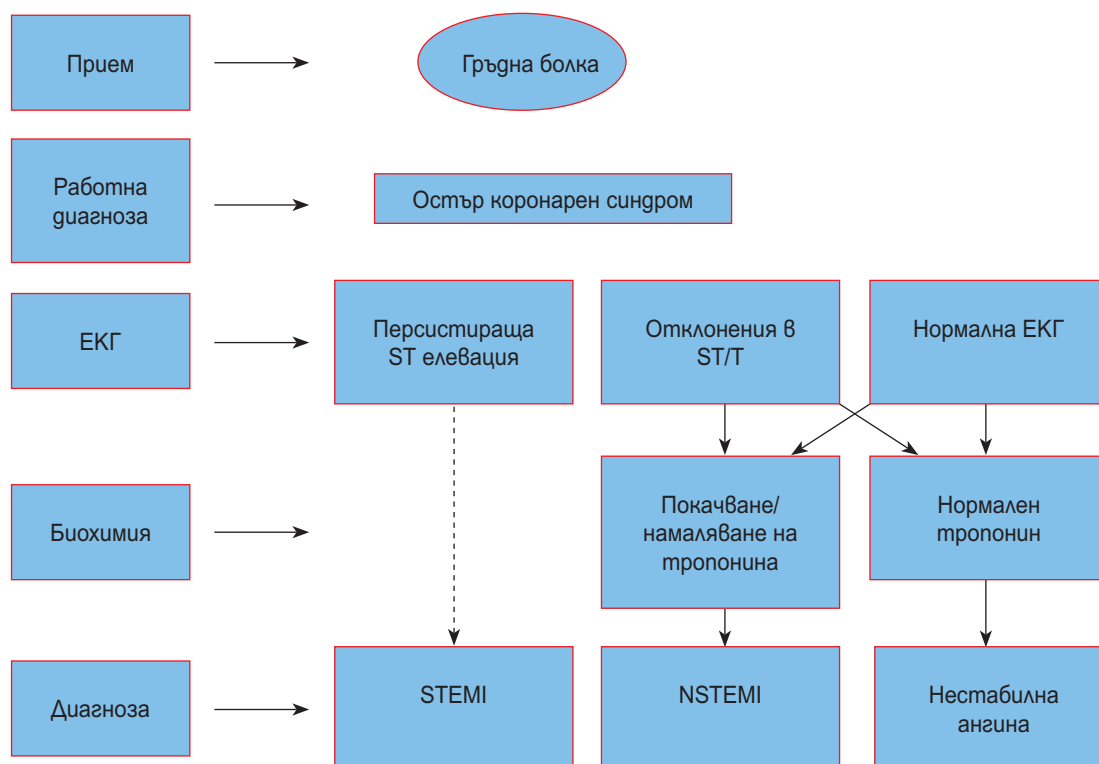 Прием
Гръдна болка
Работна
диагноза
Остър коронарен синдром
ЕКГ
Персистираща
ST елевация
Отклонения в
ST/T
Нормална ЕКГ
Биохимия
Покачване/
намаляване на
тропонина
Нормален
тропонин
Диагноза
STEMI
NSTEMI
Нестабилна
ангина